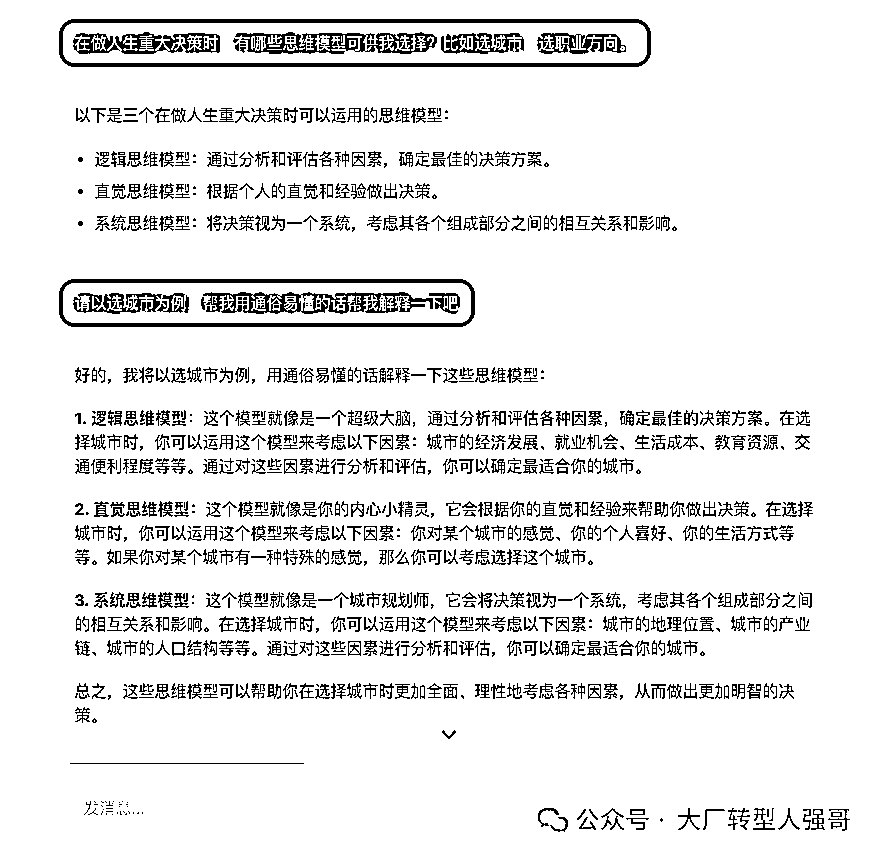 在做人生重大决策时 有哪些思维模型可供我选择？比如选城市 选职业方向。
以下是三个在做人生重大决策时可以运用的思维模型：
• 逻辑思维模型：通过分析和评估各种因素，确定最佳的决策方案。
• 直觉思维模型：根据个人的直觉和经验做出决策。
• 系统思维模型：将决策视为一个系统，考虑其各个组成部分之间的相互关系和影响。
请以选城市为例 帮我用通俗易懂的话帮我解释一下吧
好的，我将以选城市为例，用通俗易懂的话解释一下这些思维模型：
1. 逻辑思维模型：这个模型就像是一个超级大脑，通过分析和评估各种因素，确定最佳的决策方案。在选
择城市时，你可以运用这个模型来考虑以下因素：城市的经济发展、就业机会、生活成本、教育资源、交
通便利程度等等。通过对这些因素进行分析和评估，你可以确定最适合你的城市。
2. 直觉思维模型：这个模型就像是你的内心小精灵，它会根据你的直觉和经验来帮助你做出决策。在选择
城市时，你可以运用这个模型来考虑以下因素：你对某个城市的感觉、你的个人喜好、你的生活方式等
等。如果你对某个城市有一种特殊的感觉，那么你可以考虑选择这个城市。
3. 系统思维模型：这个模型就像是一个城市规划师，它会将决策视为一个系统，考虑其各个组成部分之间
的相互关系和影响。在选择城市时，你可以运用这个模型来考虑以下因素：城市的地理位置、城市的产业
链、城市的人口结构等等。通过对这些因素进行分析和评估，你可以确定最适合你的城市。
总之，这些思维模型可以帮助你在选择城市时更加全面、理性地考虑各种因素，从而做出更加明智的决
策。
发消息...
公众号 · 大厂转型人强哥